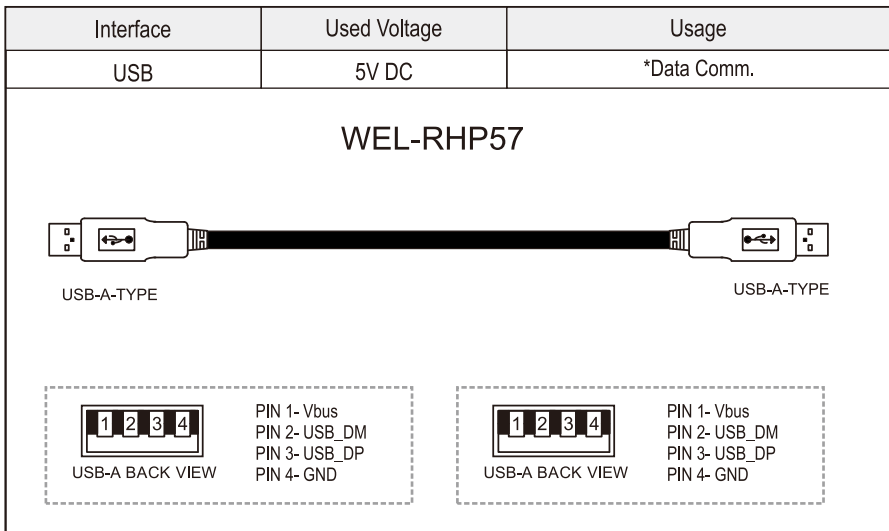 Interface Used Voltage Usage
USB 5V DC *Data Comm.
WEL-RHP57
USB-A-TYPE USB-A-TYPE
1 2 3 4
USB-A BACK VIEW
PIN 1- Vbus
PIN 2- USB_DM
PIN 3- USB_DP
PIN 4- GND
1 2 3 4
USB-A BACK VIEW
PIN 1- Vbus
PIN 2- USB_DM
PIN 3- USB_DP
PIN 4- GND